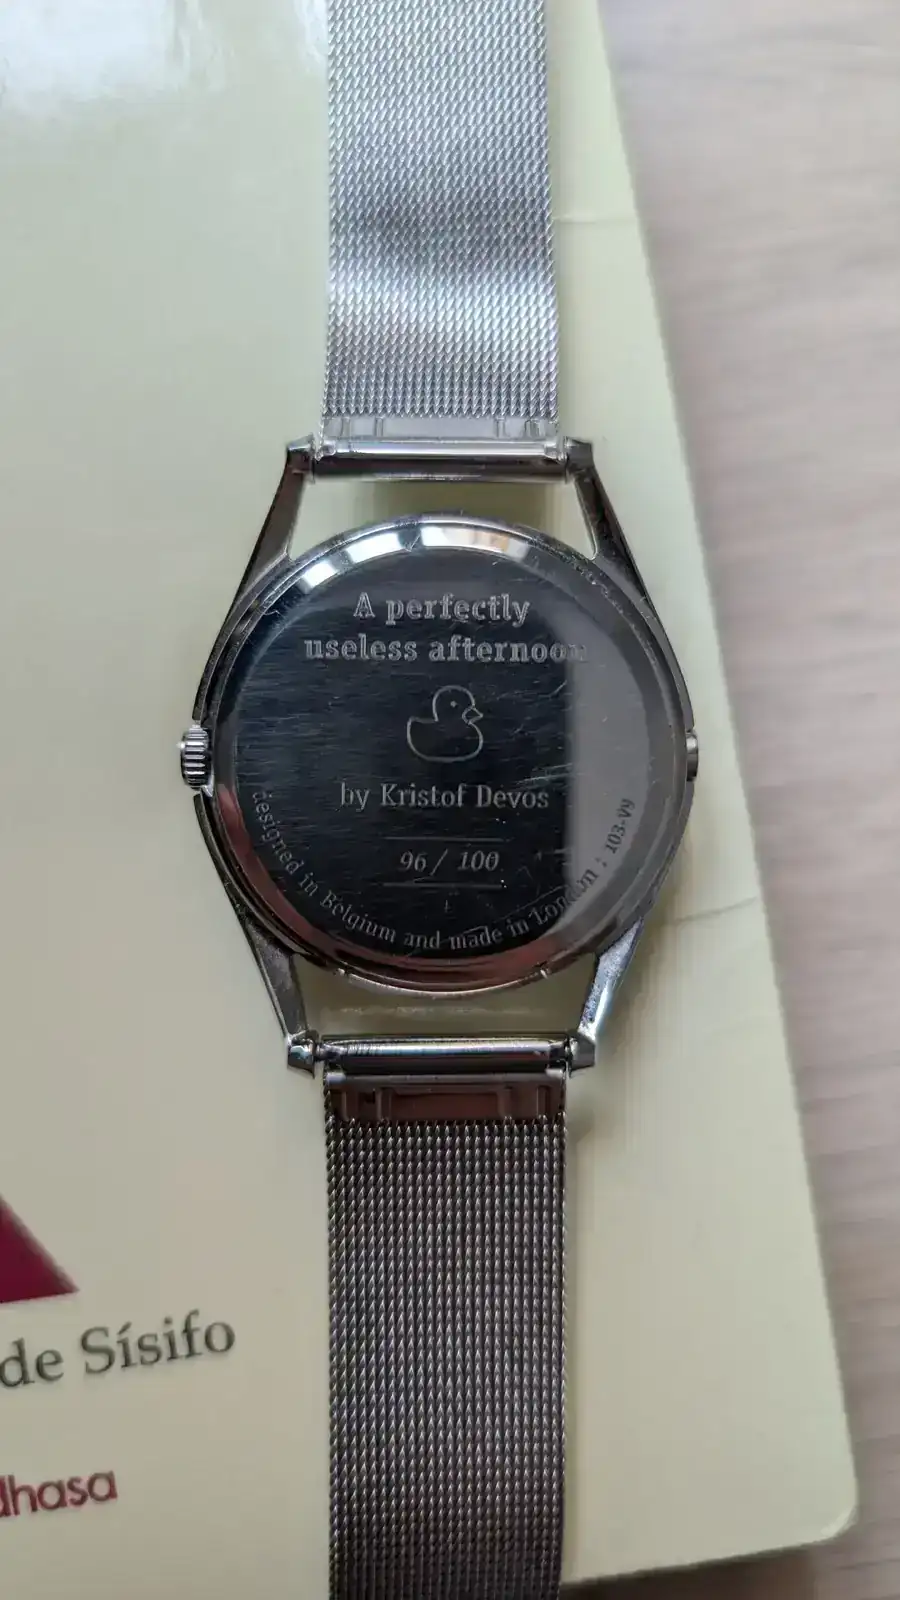 A perfectly
useless afternoon
by Kristof Devos
96 / 100
designed in Belgium and made in London : 103-vy
de Sísifo
dhasa